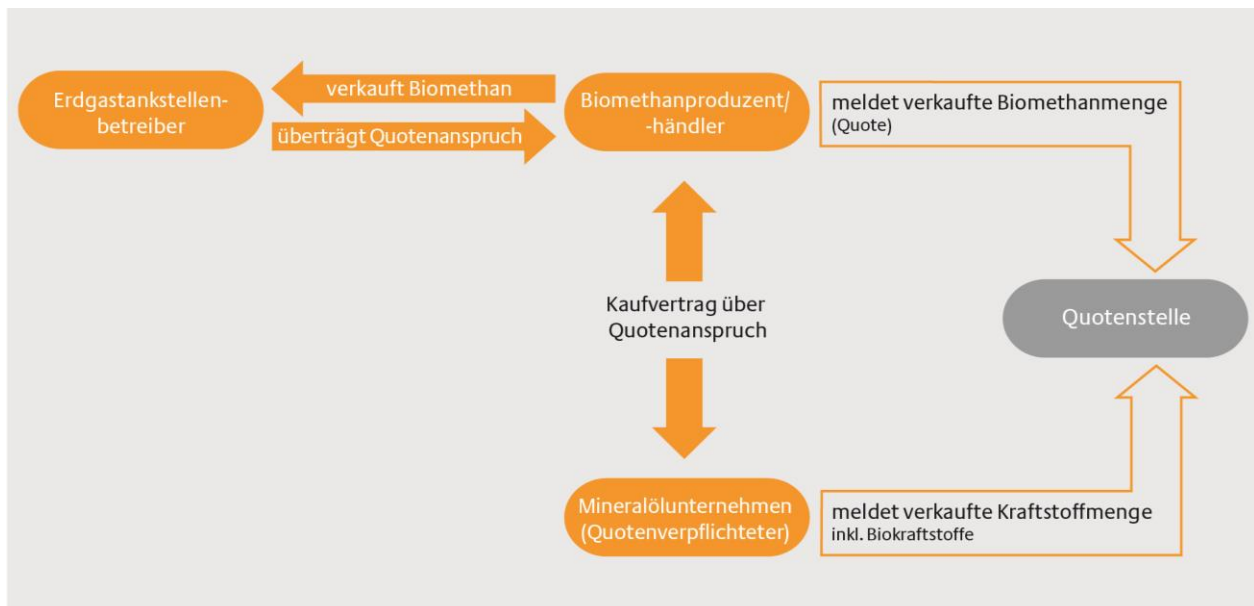 Erdgastankstellen-
betreiber
verkauft Biomethan
überträgt Quotenanspruch
Biomethanproduzent/
-händler
meldet verkaufte Biomethanmenge
(Quote)
Kaufvertrag über
Quotenanspruch
Quotenstelle
Mineralölunternehmen
(Quotenverpflichteter)
meldet verkaufte Kraftstoffmenge
inkl. Biokraftstoffe